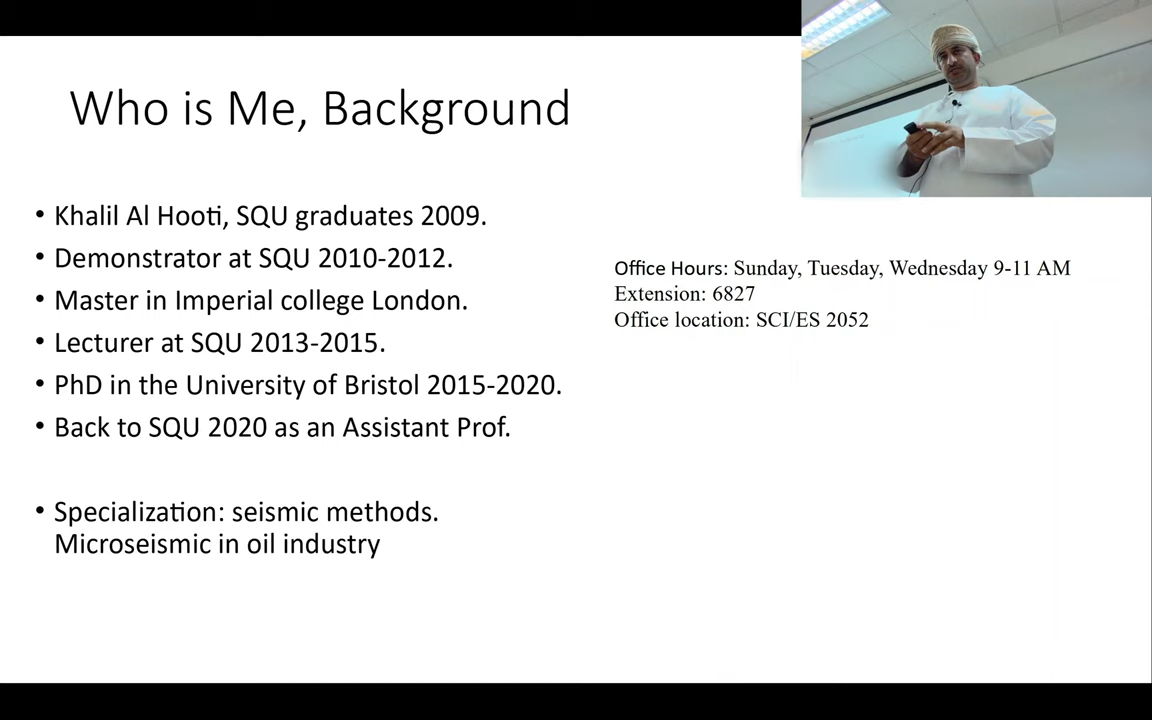 Who is Me, Background
• Khalil Al Hooti, SQU graduates 2009.
• Demonstrator at SQU 2010-2012.
• Master in Imperial college London.
• Lecturer at SQU 2013-2015.
• PhD in the University of Bristol 2015-2020.
• Back to SQU 2020 as an Assistant Prof.
• Specialization: seismic methods.
Microseismic in oil industry
Office Hours: Sunday, Tuesday, Wednesday 9-11 AM
Extension: 6827
Office location: SCI/ES 2052